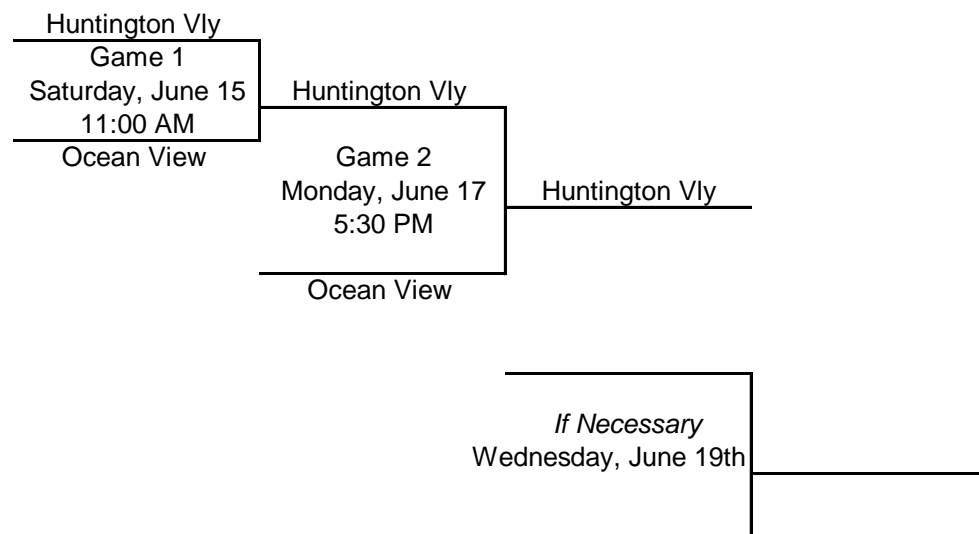 Huntington Vly
Game 1
Saturday, June 15
11:00 AM
Ocean View
Huntington Vly
Game 2
Monday, June 17
5:30 PM
Ocean View
Huntington Vly
If Necessary
Wednesday, June 19th